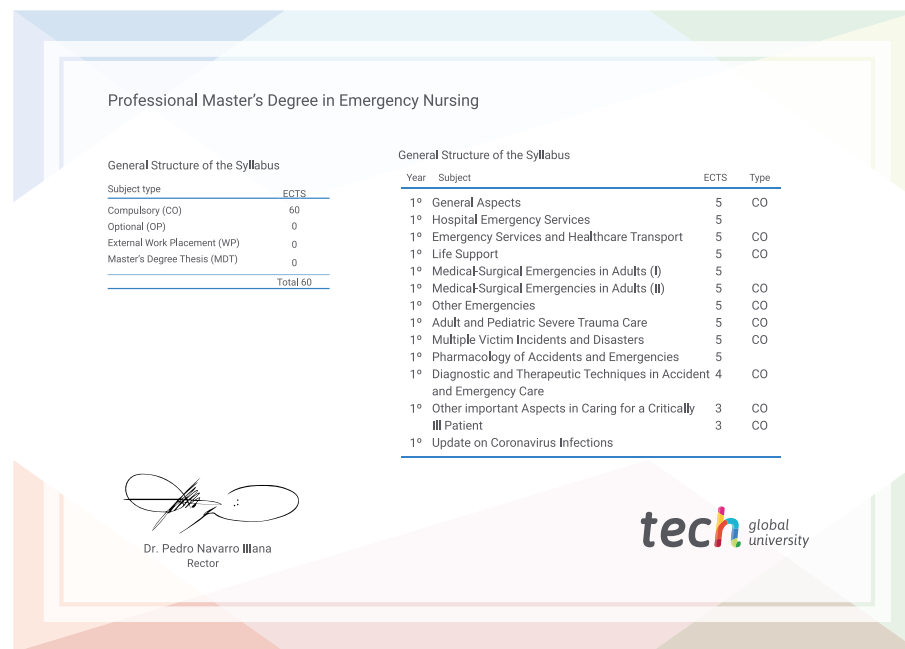 Professional Master's Degree in Emergency Nursing
General Structure of the Syllabus
Subject type ECTS
Compulsory (CO) 60
Optional (OP) 0
External Work Placement (WP) 0
Master's Degree Thesis (MDT) 0
Total 60
General Structure of the Syllabus
Year Subject ECTS Type
1º General Aspects 5 CO
1º Hospital Emergency Services 5
1º Emergency Services and Healthcare Transport 5 CO
1º Life Support 5 CO
1º Medical-Surgical Emergencies in Adults (I) 5
1º Medical-Surgical Emergencies in Adults (II) 5 CO
1º Other Emergencies 5 CO
1º Adult and Pediatric Severe Trauma Care 5 CO
1º Multiple Victim Incidents and Disasters 5 CO
1º Pharmacology of Accidents and Emergencies 5
1º Diagnostic and Therapeutic Techniques in Accident 4 CO
and Emergency Care
1º Other important Aspects in Caring for a Critically 3 CO
Ill Patient 3 CO
1º Update on Coronavirus Infections
Dr. Pedro Navarro Illana
Rector
tech global
university